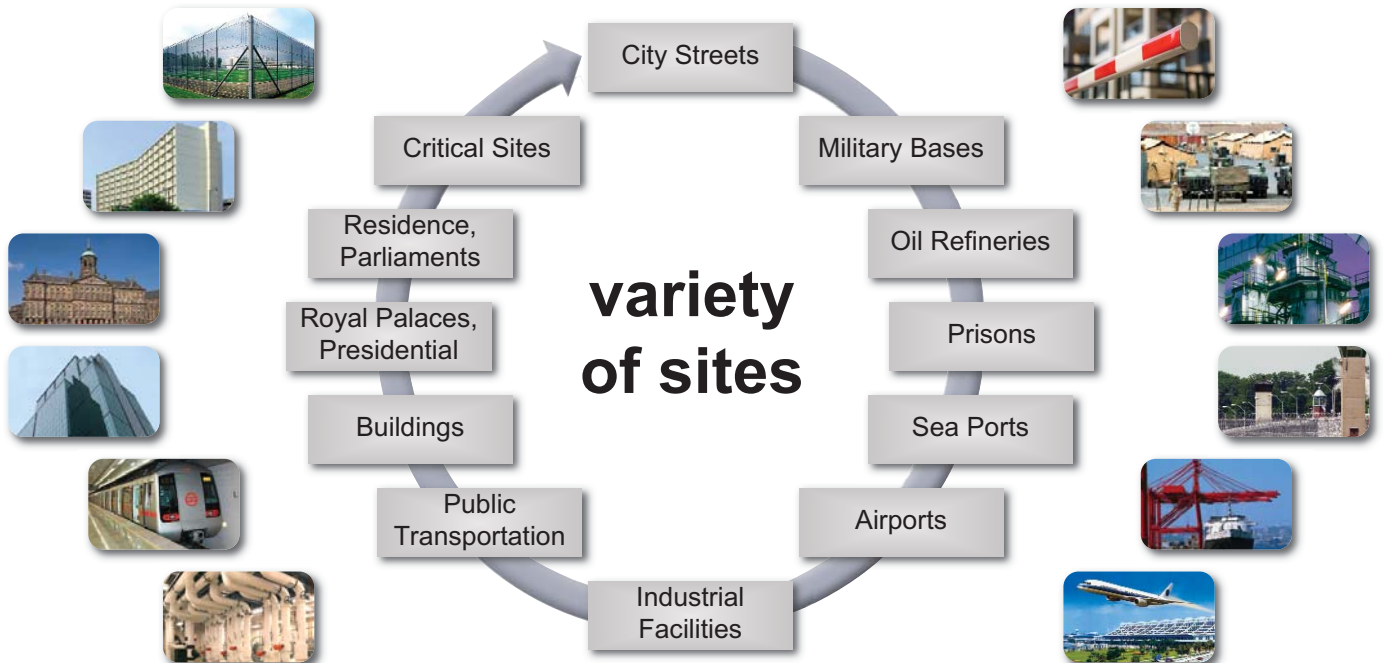 City Streets
Military Bases
Oil Refineries
Prisons
Sea Ports
Airports
Industrial
Facilities
Public
Transportation
Buildings
Royal Palaces,
Presidential
Residence,
Parliaments
Critical Sites
variety
of sites